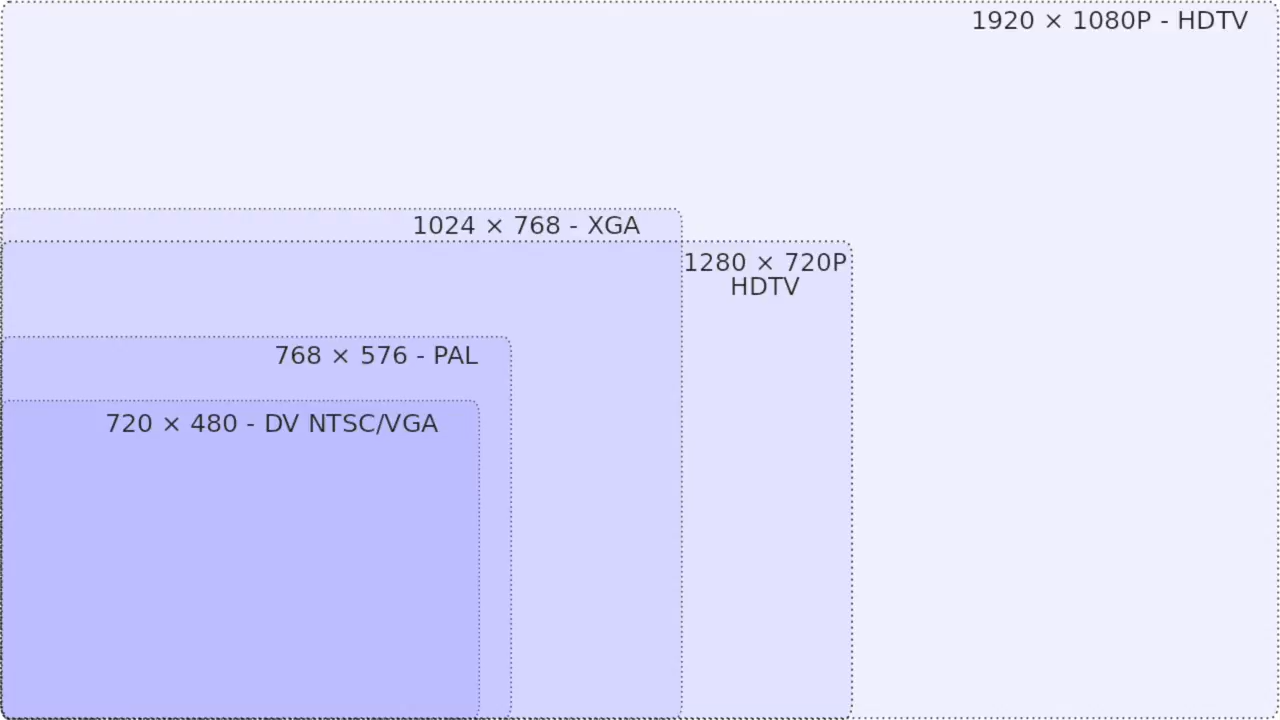 1920 × 1080P - HDTV
1024 × 768 - XGA
1280 × 720P
HDTV
768 × 576 - PAL
720 × 480 - DV NTSC/VGA